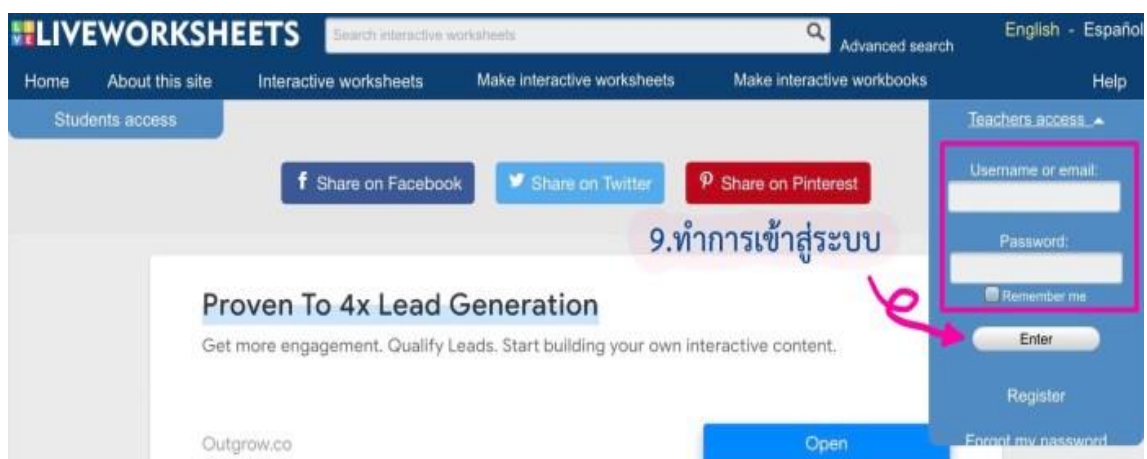 LIVE LIVEWORKSHEETS
Search interactive worksheets
Advanced search
English - Español
Home About this site Interactive worksheets Make interactive worksheets Make interactive workbooks Help
Students access
Teachers access
Share on Facebook
Share on Twitter
Share on Pinterest
Username or email:
9.ทำการเข้าสู่ระบบ
Password:
Remember me
Proven To 4x Lead Generation
Get more engagement. Qualify Leads. Start building your own interactive content.
Enter
Register
Outgrow.co
Open
Forgot my password